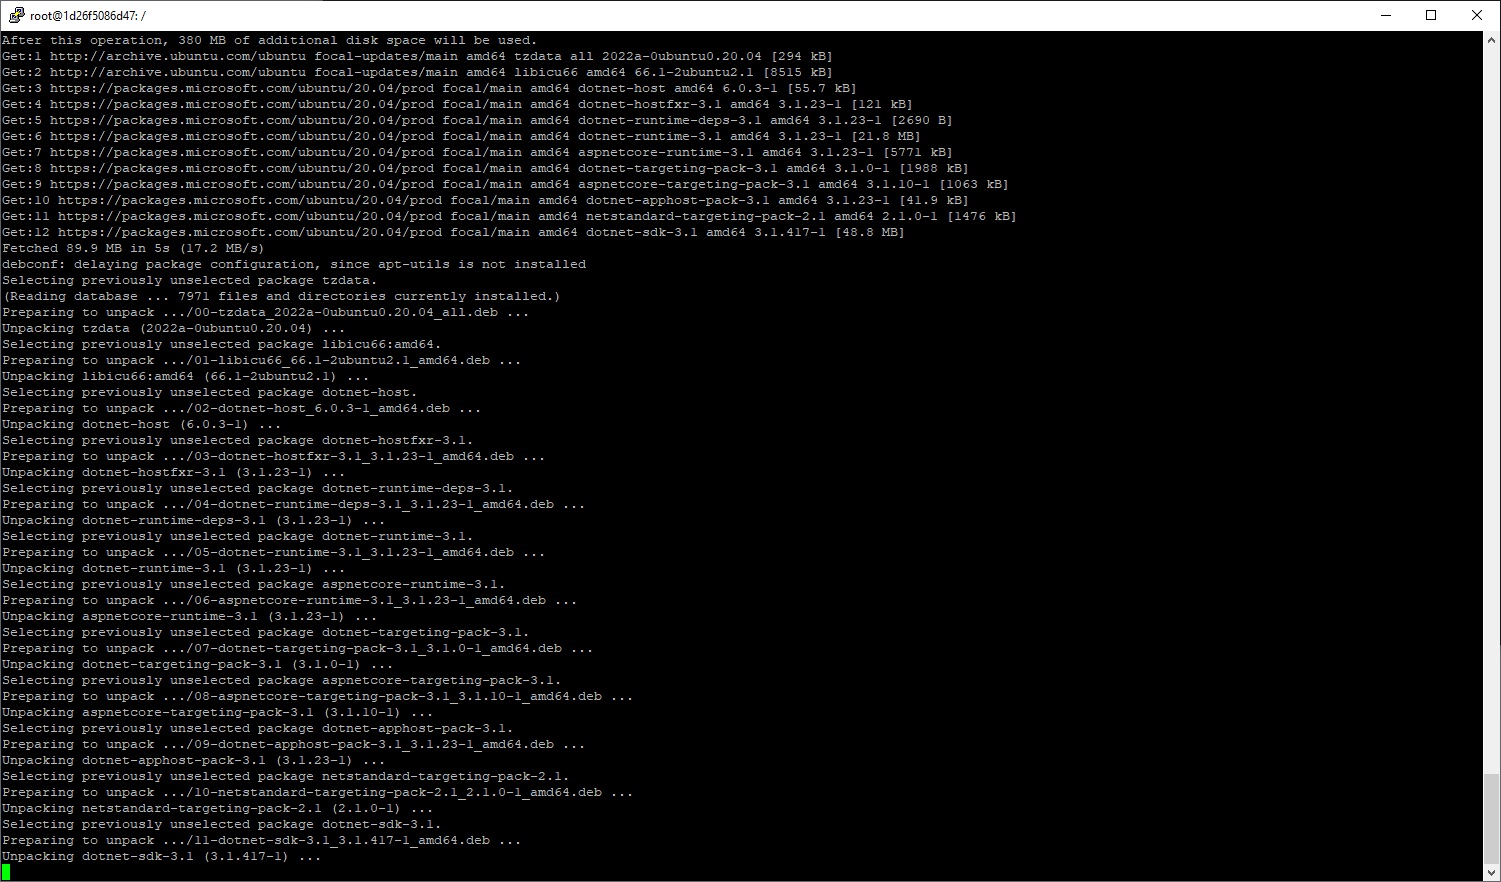 root@1d26f5086d47: /
After this operation, 380 MB of additional disk space will be used.
Get:1 http://archive.ubuntu.com/ubuntu focal-updates/main amd64 tzdata all 2022a-0ubuntu0.20.04 [294 kB]
Get:2 http://archive.ubuntu.com/ubuntu focal-updates/main amd64 libicu66 amd64 66.1-2ubuntu2.1 [8515 kB]
Get:3 https://packages.microsoft.com/ubuntu/20.04/prod focal/main amd64 dotnet-host amd64 6.0.3-1 [55.7 kB]
Get:4 https://packages.microsoft.com/ubuntu/20.04/prod focal/main amd64 dotnet-hostfxr-3.1 amd64 3.1.23-1 [121 kB]
Get:5 https://packages.microsoft.com/ubuntu/20.04/prod focal/main amd64 dotnet-runtime-deps-3.1 amd64 3.1.23-1 [2690 B]
Get:6 https://packages.microsoft.com/ubuntu/20.04/prod focal/main amd64 dotnet-runtime-3.1 amd64 3.1.23-1 [21.8 MB]
Get:7 https://packages.microsoft.com/ubuntu/20.04/prod focal/main amd64 aspnetcore-runtime-3.1 amd64 3.1.23-1 [5771 kB]
Get:8 https://packages.microsoft.com/ubuntu/20.04/prod focal/main amd64 dotnet-targeting-pack-3.1 amd64 3.1.0-1 [1988 kB]
Get:9 https://packages.microsoft.com/ubuntu/20.04/prod focal/main amd64 aspnetcore-targeting-pack-3.1 amd64 3.1.10-1 [1063 kB]
Get:10 https://packages.microsoft.com/ubuntu/20.04/prod focal/main amd64 dotnet-apphost-pack-3.1 amd64 3.1.23-1 [41.9 kB]
Get:11 https://packages.microsoft.com/ubuntu/20.04/prod focal/main amd64 netstandard-targeting-pack-2.1 amd64 2.1.0-1 [1476 kB]
Get:12 https://packages.microsoft.com/ubuntu/20.04/prod focal/main amd64 dotnet-sdk-3.1 amd64 3.1.417-1 [48.8 MB]
Fetched 89.9 MB in 5s (17.2 MB/s)
debconf: delaying package configuration, since apt-utils is not installed
Selecting previously unselected package tzdata.
(Reading database ... 7971 files and directories currently installed.)
Preparing to unpack .../00-tzdata_2022a-0ubuntu0.20.04_all.deb ...
Unpacking tzdata (2022a-0ubuntu0.20.04) ...
Selecting previously unselected package libicu66:amd64.
Preparing to unpack .../01-libicu66_66.1-2ubuntu2.1_amd64.deb ...
Unpacking libicu66:amd64 (66.1-2ubuntu2.1) ...
Selecting previously unselected package dotnet-host.
Preparing to unpack .../02-dotnet-host_6.0.3-1_amd64.deb ...
Unpacking dotnet-host (6.0.3-1) ...
Selecting previously unselected package dotnet-hostfxr-3.1.
Preparing to unpack .../03-dotnet-hostfxr-3.1_3.1.23-1_amd64.deb ...
Unpacking dotnet-hostfxr-3.1 (3.1.23-1) ...
Selecting previously unselected package dotnet-runtime-deps-3.1.
Preparing to unpack .../04-dotnet-runtime-deps-3.1_3.1.23-1_amd64.deb ...
Unpacking dotnet-runtime-deps-3.1 (3.1.23-1) ...
Selecting previously unselected package dotnet-runtime-3.1.
Preparing to unpack .../05-dotnet-runtime-3.1_3.1.23-1_amd64.deb ...
Unpacking dotnet-runtime-3.1 (3.1.23-1) ...
Selecting previously unselected package aspnetcore-runtime-3.1.
Preparing to unpack .../06-aspnetcore-runtime-3.1_3.1.23-1_amd64.deb ...
Unpacking aspnetcore-runtime-3.1 (3.1.23-1) ...
Selecting previously unselected package dotnet-targeting-pack-3.1.
Preparing to unpack .../07-dotnet-targeting-pack-3.1_3.1.0-1_amd64.deb ...
Unpacking dotnet-targeting-pack-3.1 (3.1.0-1) ...
Selecting previously unselected package aspnetcore-targeting-pack-3.1.
Preparing to unpack .../08-aspnetcore-targeting-pack-3.1_3.1.10-1_amd64.deb ...
Unpacking aspnetcore-targeting-pack-3.1 (3.1.10-1) ...
Selecting previously unselected package dotnet-apphost-pack-3.1.
Preparing to unpack .../09-dotnet-apphost-pack-3.1_3.1.23-1_amd64.deb ...
Unpacking dotnet-apphost-pack-3.1 (3.1.23-1) ...
Selecting previously unselected package netstandard-targeting-pack-2.1.
Preparing to unpack .../10-netstandard-targeting-pack-2.1_2.1.0-1_amd64.deb ...
Unpacking netstandard-targeting-pack-2.1 (2.1.0-1) ...
Selecting previously unselected package dotnet-sdk-3.1.
Preparing to unpack .../11-dotnet-sdk-3.1_3.1.417-1_amd64.deb ...
Unpacking dotnet-sdk-3.1 (3.1.417-1) ...